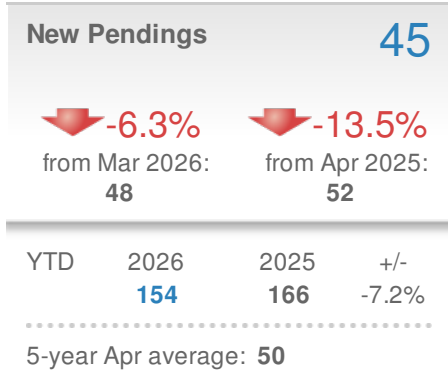 New Pendings 45
-6.3% -13.5%
from Mar 2026: from Apr 2025:
48 52
YTD 2026 2025 +/-
154 166 -7.2%
5-year Apr average: 50